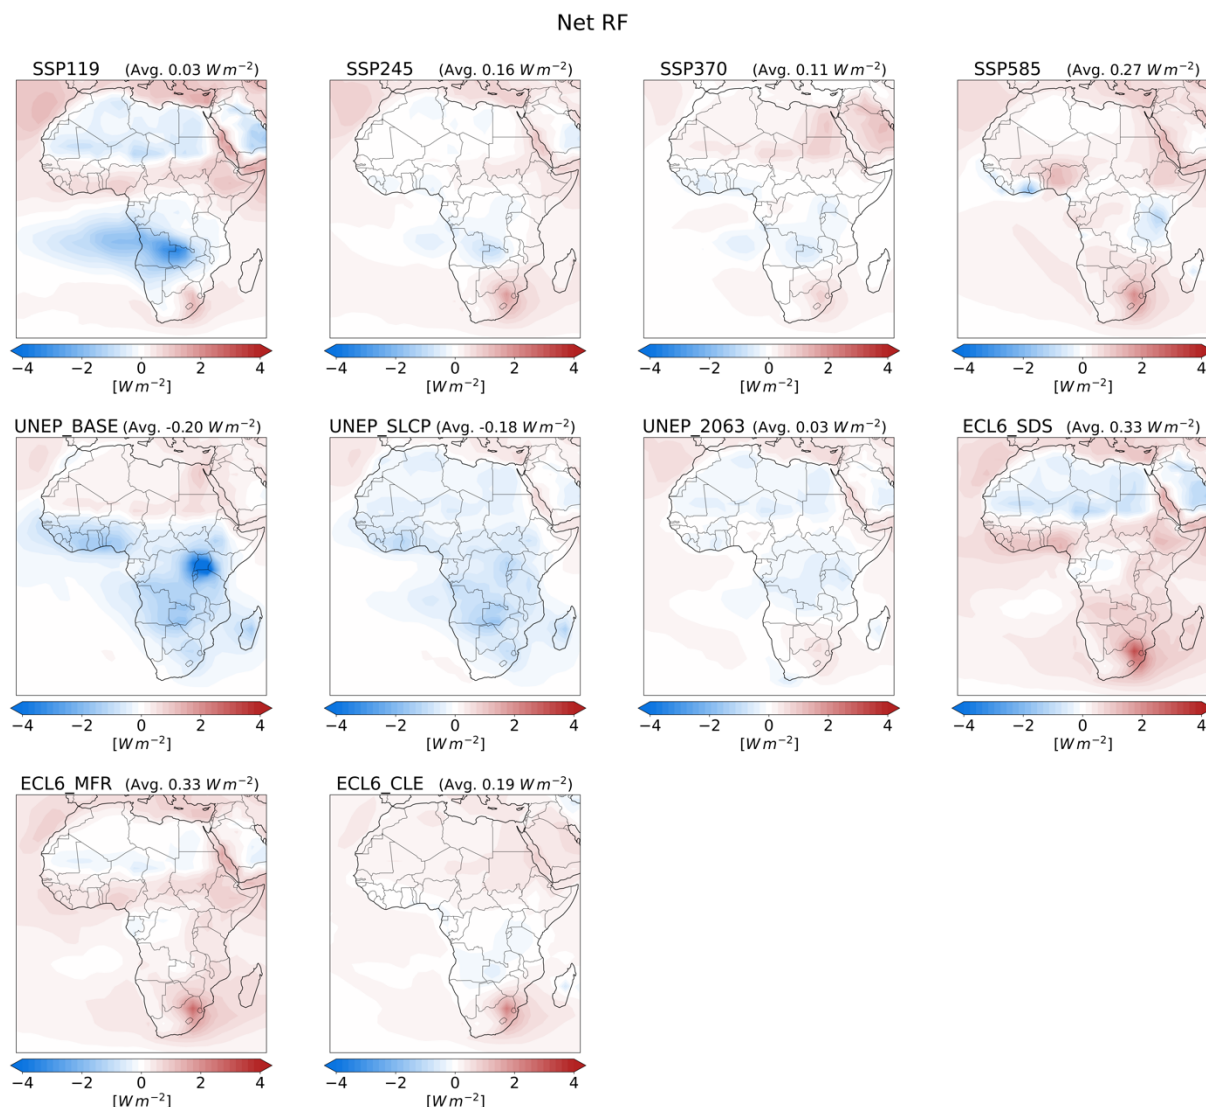 Net RF
SSP119 (Avg. 0.03 W m⁻²)
SSP245 (Avg. 0.16 W m⁻²)
SSP370 (Avg. 0.11 W m⁻²)
SSP585 (Avg. 0.27 W m⁻²)
−4 −2 0 2 4
[W m⁻²]
−4 −2 0 2 4
[W m⁻²]
−4 −2 0 2 4
[W m⁻²]
−4 −2 0 2 4
[W m⁻²]
UNEP_BASE (Avg. -0.20 W m⁻²)
UNEP_SLCP (Avg. -0.18 W m⁻²)
UNEP_2063 (Avg. 0.03 W m⁻²)
ECL6_SDS (Avg. 0.33 W m⁻²)
−4 −2 0 2 4
[W m⁻²]
−4 −2 0 2 4
[W m⁻²]
−4 −2 0 2 4
[W m⁻²]
−4 −2 0 2 4
[W m⁻²]
ECL6_MFR (Avg. 0.33 W m⁻²)
ECL6_CLE (Avg. 0.19 W m⁻²)
−4 −2 0 2 4
[W m⁻²]
−4 −2 0 2 4
[W m⁻²]